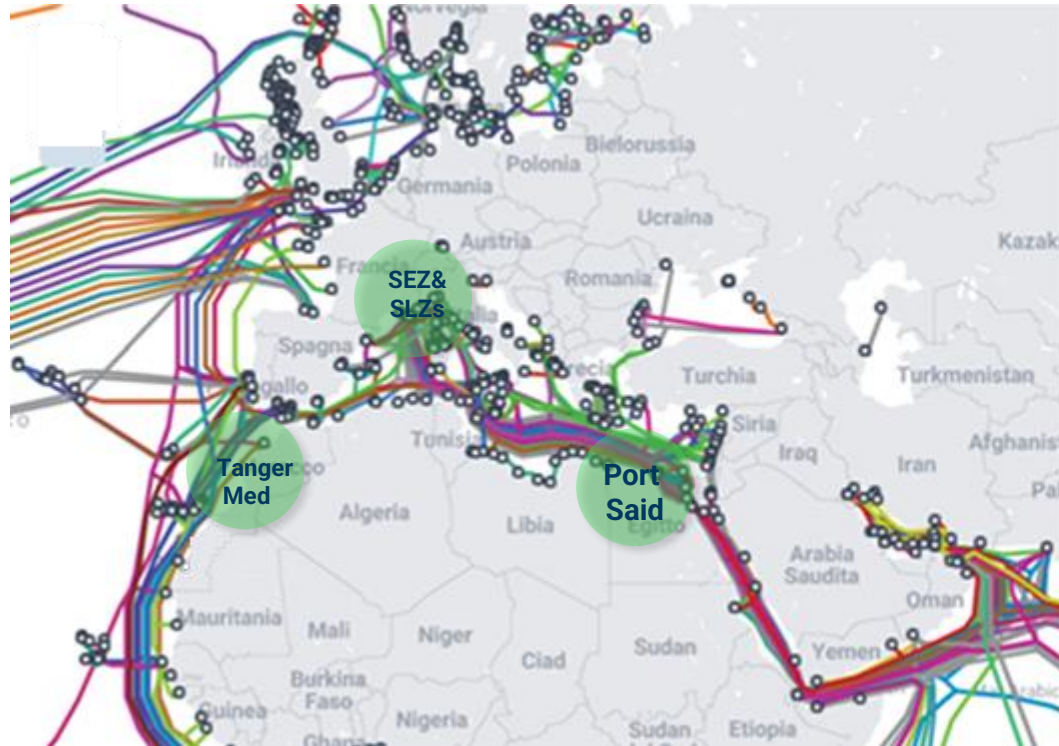 Norvegia
Bielorussia
Polonia
Germania
Ucraina
Austria
Kazak
Francia
SEZ&
SLZs
Romania
Spagna
Turchia
Turkmenistan
Tunisia
Siria
Afghanist
Iraq
Iran
Tanger
Med
Port
Said
Algeria
Libia
Egitto
Arabia
Saudita
Oman
Mauritania
Mali
Niger
Ciad
Sudan
Yemen
Burkina
Faso
Guinea
Nigeria
Sudan
Etiopia
Ghana